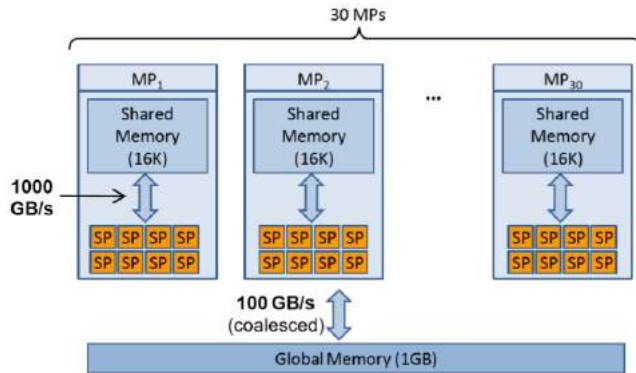 30 MPs
MP1
MP2
...
MP30
Shared
Memory
(16K)
Shared
Memory
(16K)
Shared
Memory
(16K)
1000
GB/s
SP SP SP SP
SP SP SP SP
SP SP SP SP
SP SP SP SP
SP SP SP SP
SP SP SP SP
100 GB/s
(coalesced)
Global Memory (1GB)